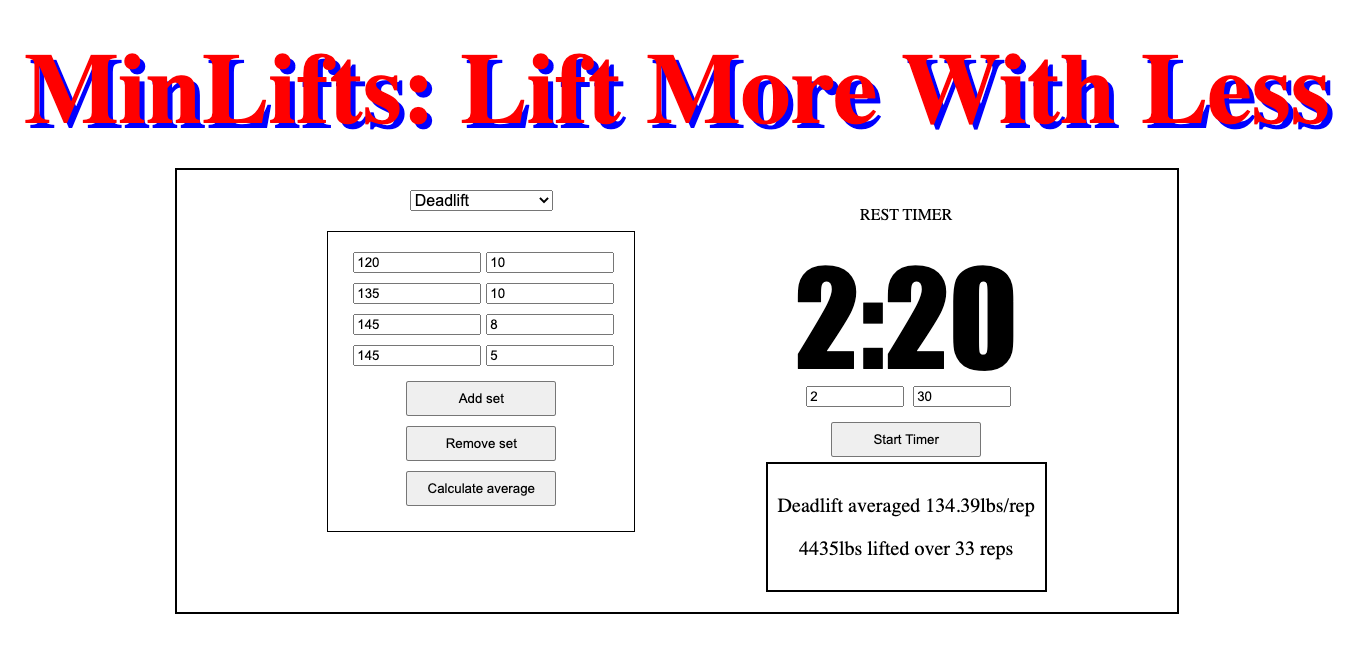 MinLifts: Lift More With Less
Deadlift
120 10
135 10
145 8
145 5
Add set
Remove set
Calculate average
REST TIMER
2:20
2 30
Start Timer
Deadlift averaged 134.39lbs/rep
4435lbs lifted over 33 reps